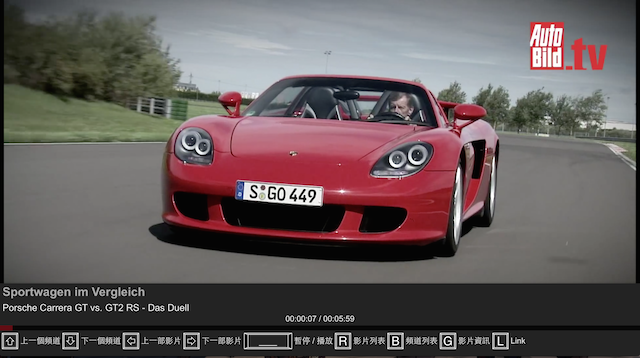 Auto
Bild.tv
S GO 449
Sportwagen im Vergleich
Porsche Carrera GT vs. GT2 RS - Das Duell
00:00:07 / 00:05:59
上一個頻道 下一個頻道 上一部影片 下一部影片 暫停 / 播放 R 影片列表 B 頻道列表 G 影片資訊 L Link